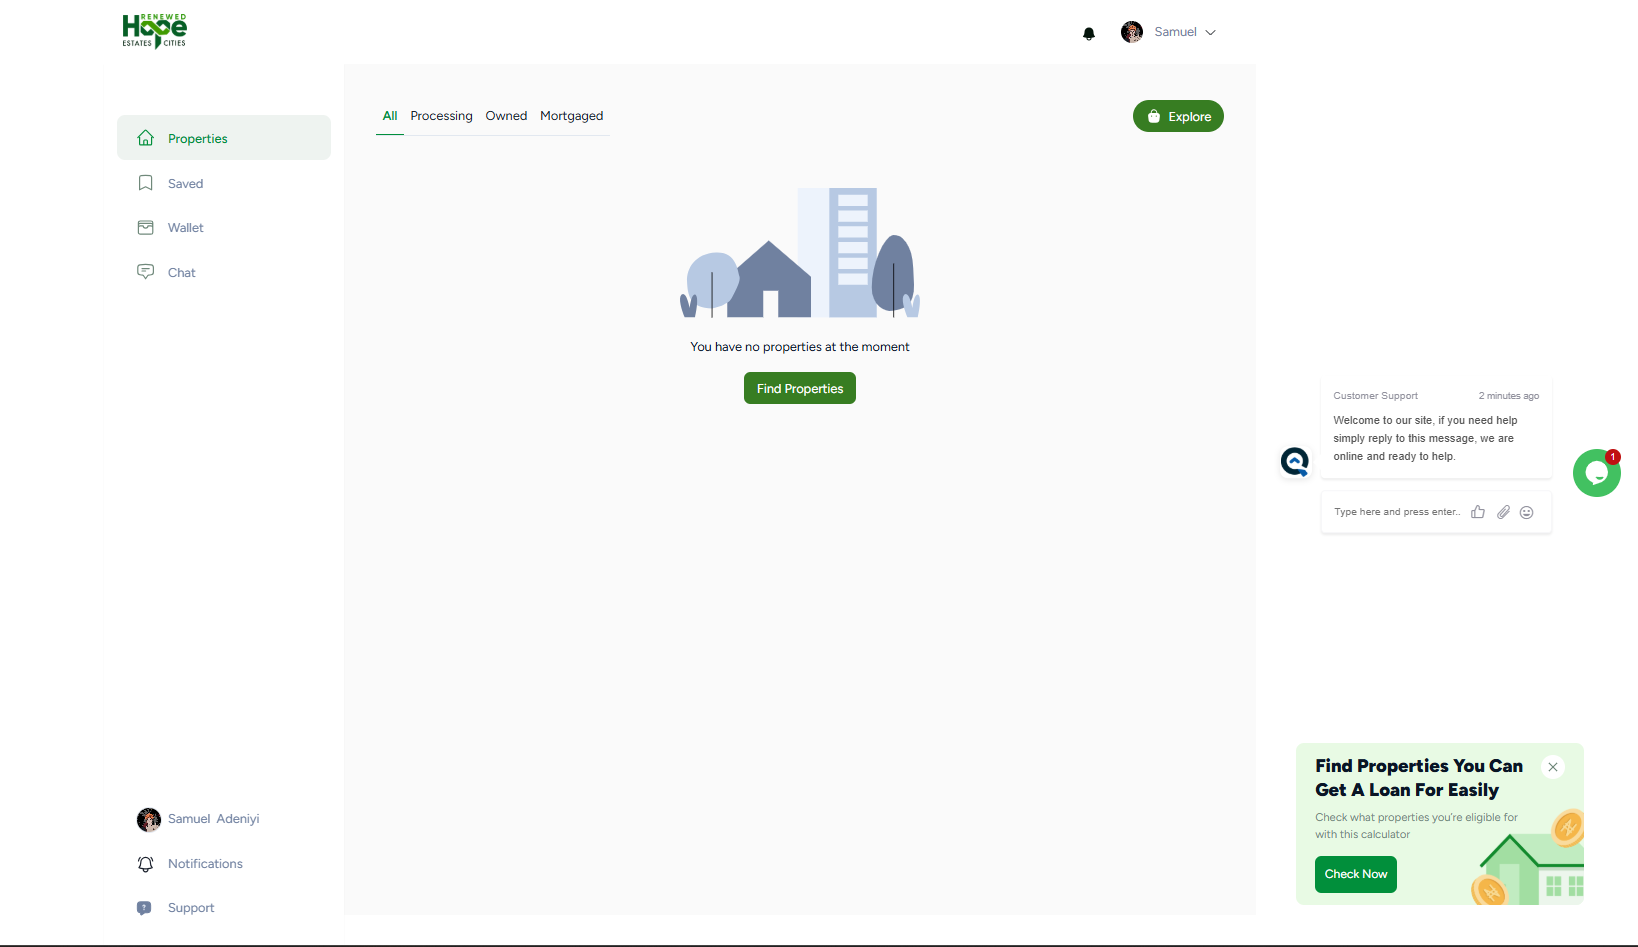 RENEWED
Hope
ESTATES CITIES
Samuel
Properties
Saved
Wallet
Chat
All Processing Owned Mortgaged
Explore
You have no properties at the moment
Find Properties
Customer Support 2 minutes ago
Welcome to our site, if you need help
simply reply to this message, we are
online and ready to help.
1
Type here and press enter..
Find Properties You Can
Get A Loan For Easily
Check what properties you're eligible for
with this calculator
Check Now
Samuel Adeniyi
Notifications
Support